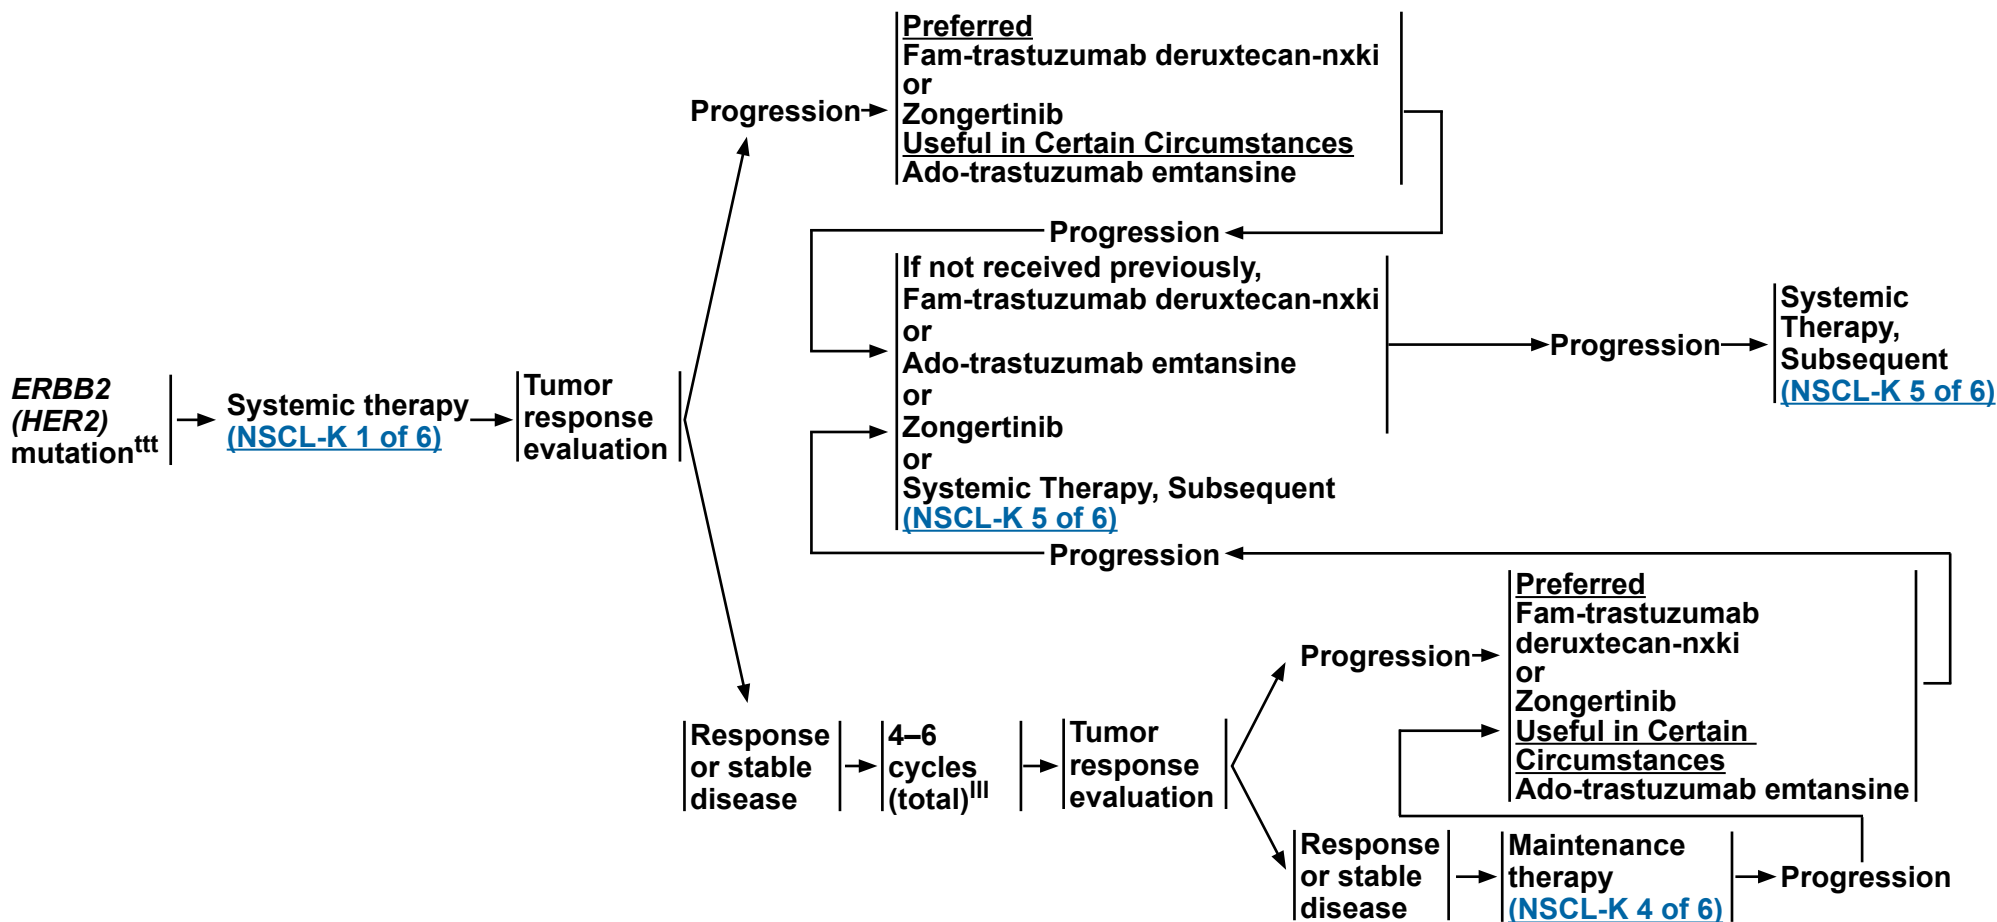 ERBB2
(HER2)
mutationttt
Systemic therapy
(NSCL-K 1 of 6)
Tumor
response
evaluation
Progression
Preferred
Fam-trastuzumab deruxtecan-nxki
or
Zongertinib
Useful in Certain Circumstances
Ado-trastuzumab emtansine
Progression
If not received previously,
Fam-trastuzumab deruxtecan-nxki
or
Ado-trastuzumab emtansine
or
Zongertinib
or
Systemic Therapy, Subsequent
(NSCL-K 5 of 6)
Progression
Systemic
Therapy,
Subsequent
(NSCL-K 5 of 6)
Progression
Response
or stable
disease
4–6
cycles
(total)lll
Tumor
response
evaluation
Progression
Preferred
Fam-trastuzumab
deruxtecan-nxki
or
Zongertinib
Useful in Certain
Circumstances
Ado-trastuzumab emtansine
Response
or stable
disease
Maintenance
therapy
(NSCL-K 4 of 6)
Progression